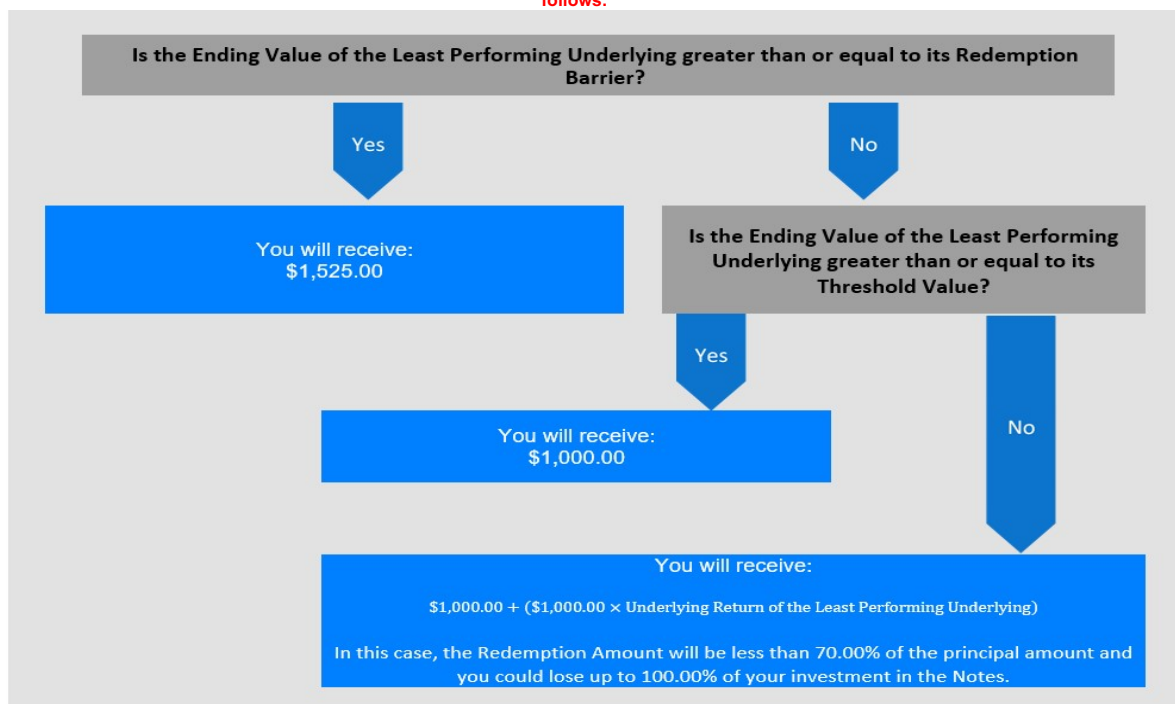 follows:
Is the Ending Value of the Least Performing Underlying greater than or equal to its Redemption
Barrier?
Yes
No
You will receive:
$1,525.00
Is the Ending Value of the Least Performing
Underlying greater than or equal to its
Threshold Value?
Yes
No
You will receive:
$1,000.00
You will receive:
$1,000.00 + ($1,000.00 × Underlying Return of the Least Performing Underlying)
In this case, the Redemption Amount will be less than 70.00% of the principal amount and
you could lose up to 100.00% of your investment in the Notes.